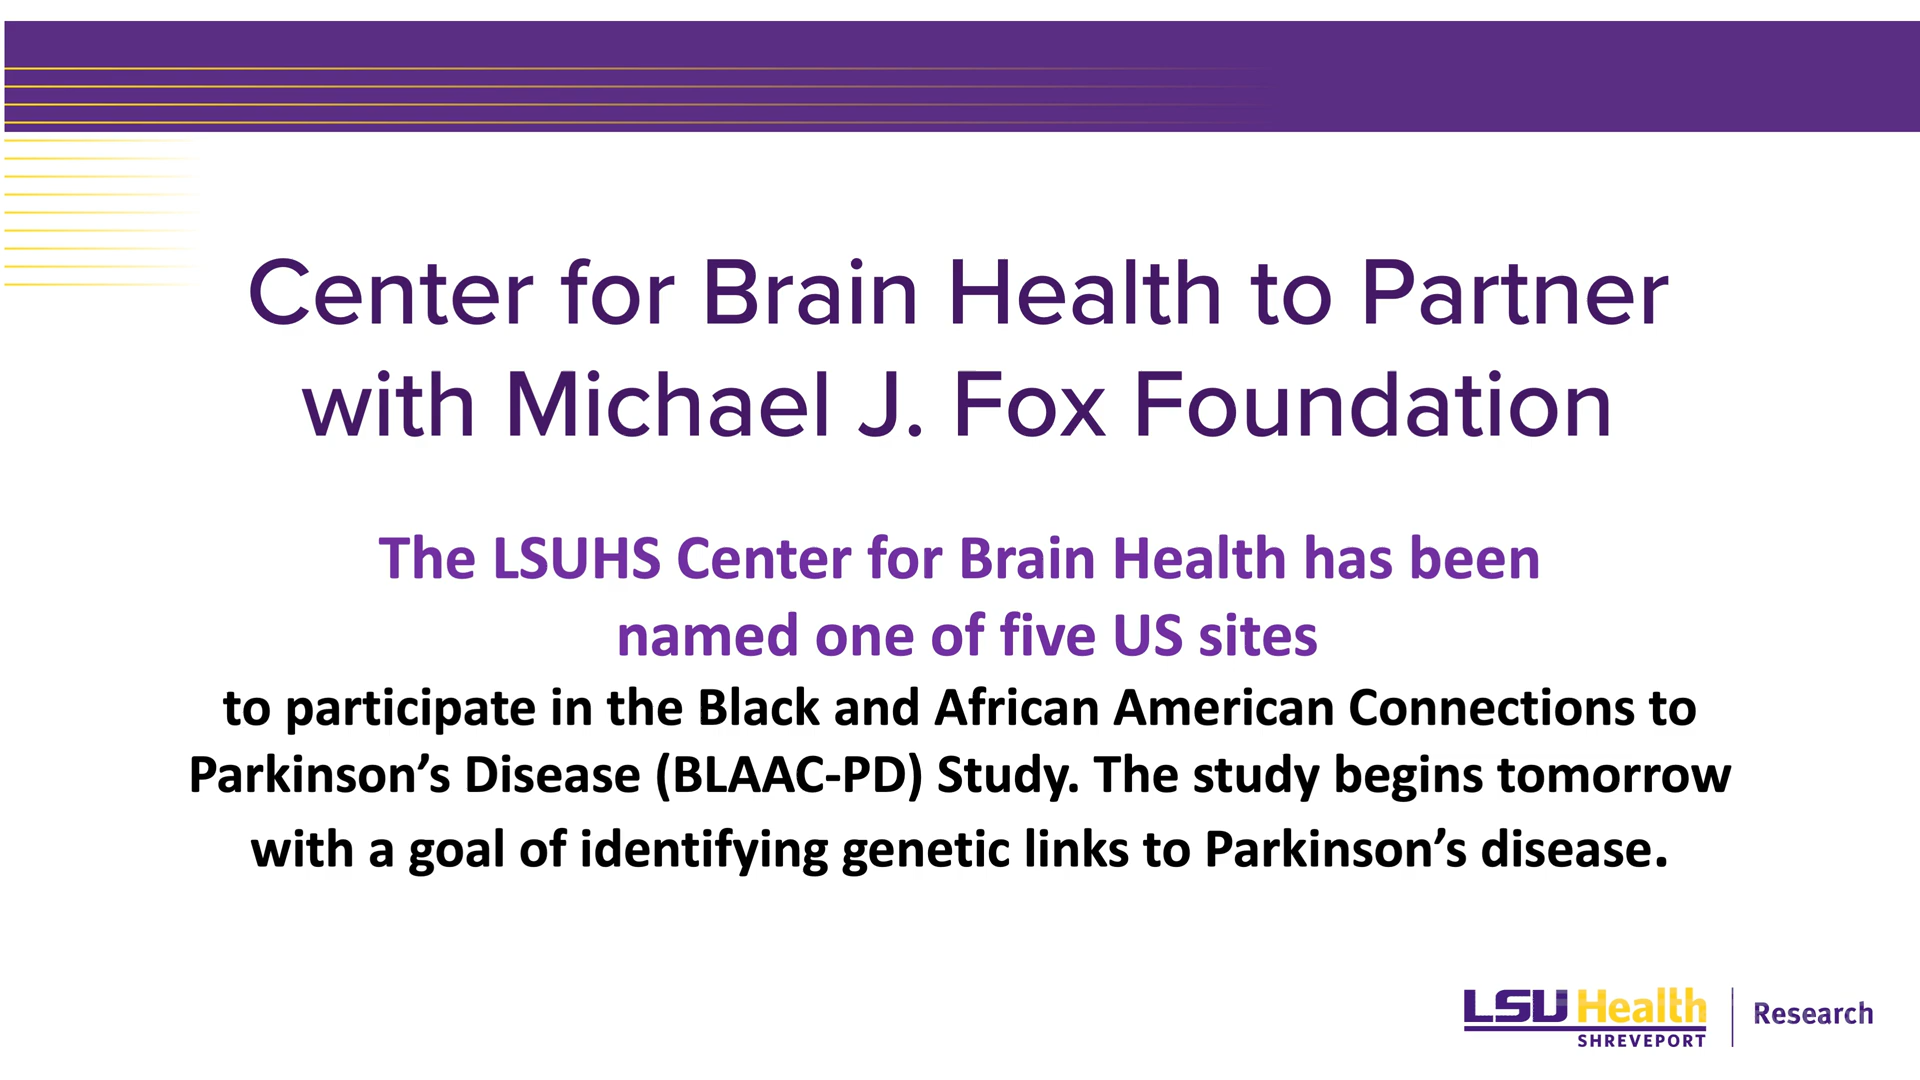 Center for Brain Health to Partner
with Michael J. Fox Foundation
The LSUHS Center for Brain Health has been
named one of five US sites
to participate in the Black and African American Connections to
Parkinson’s Disease (BLAAC-PD) Study. The study begins tomorrow
with a goal of identifying genetic links to Parkinson’s disease.
LSU Health
SHREVEPORT
Research